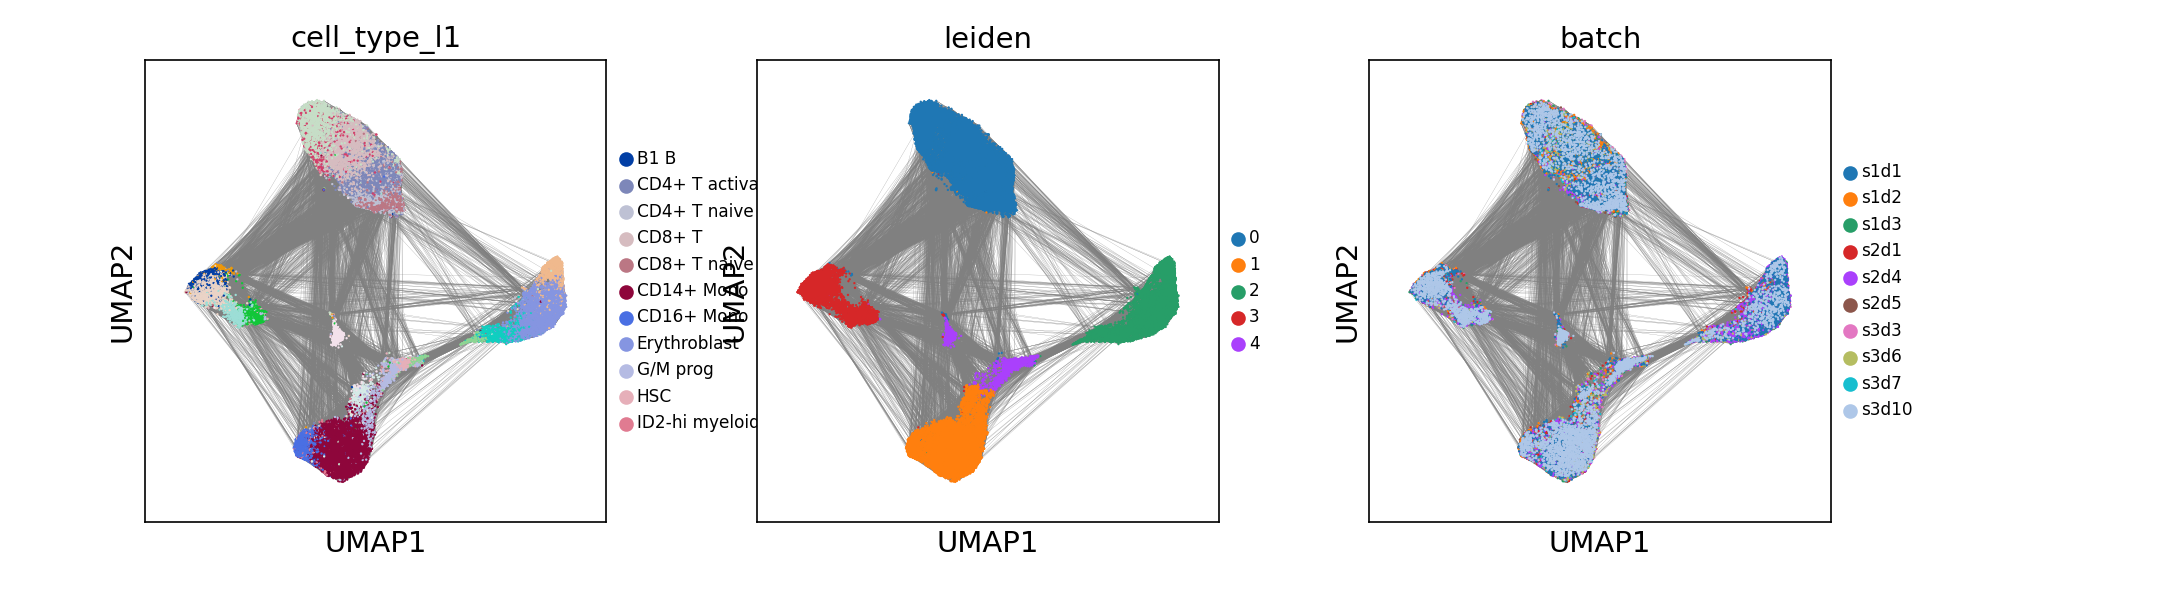 cell_type_l1
leiden
batch
UMAP2
UMAP1
B1 B
CD4+ T activa
CD4+ T naive
CD8+ T
CD8+ T naive
CD14+ Mono
CD16+ Mono
Erythroblast
G/M prog
HSC
ID2-hi myeloid
UMAP2
UMAP1
0
1
2
3
4
UMAP2
UMAP1
s1d1
s1d2
s1d3
s2d1
s2d4
s2d5
s3d3
s3d6
s3d7
s3d10